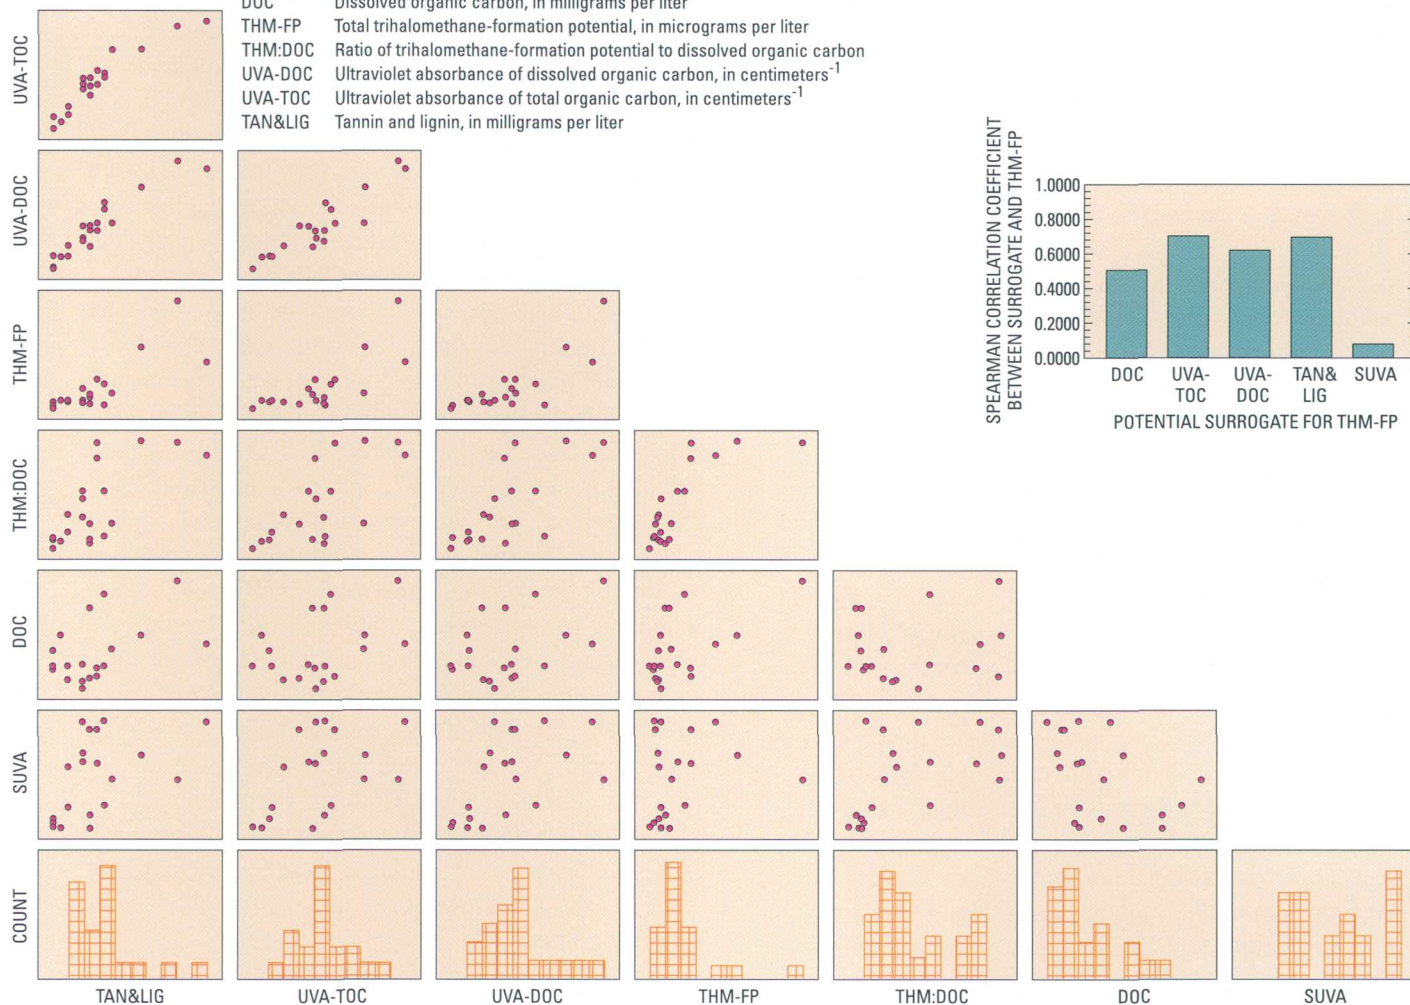 DOC Dissolved organic carbon, in milligrams per liter
THM-FP Total trihalomethane-formation potential, in micrograms per liter
THM:DOC Ratio of trihalomethane-formation potential to dissolved organic carbon
UVA-DOC Ultraviolet absorbance of dissolved organic carbon, in centimeters-1
UVA-TOC Ultraviolet absorbance of total organic carbon, in centimeters-1
TAN&LIG Tannin and lignin, in milligrams per liter
UVA-TOC
UVA-DOC
THM-FP
THM:DOC
DOC
SUVA
COUNT
TAN&LIG UVA-TOC UVA-DOC THM-FP THM:DOC DOC SUVA
SPEARMAN CORRELATION COEFFICIENT
BETWEEN SURROGATE AND THM-FP
1.0000
0.8000
0.6000
0.4000
0.2000
0.0000
DOC UVA- UVA- TAN& SUVA
TOC DOC LIG
POTENTIAL SURROGATE FOR THM-FP